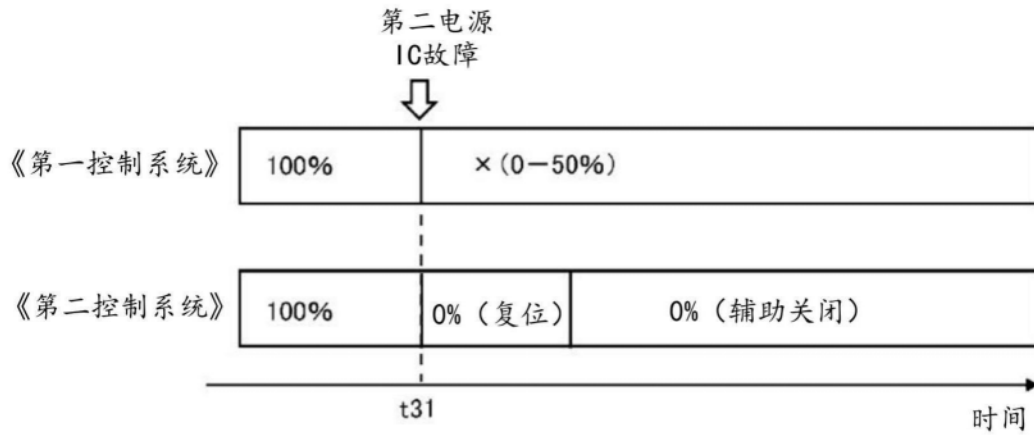 第二电源
IC故障
《第一控制系统》
100%
×(0-50%)
《第二控制系统》
100%
0%（复位）
0%（辅助关闭）
t31
时间